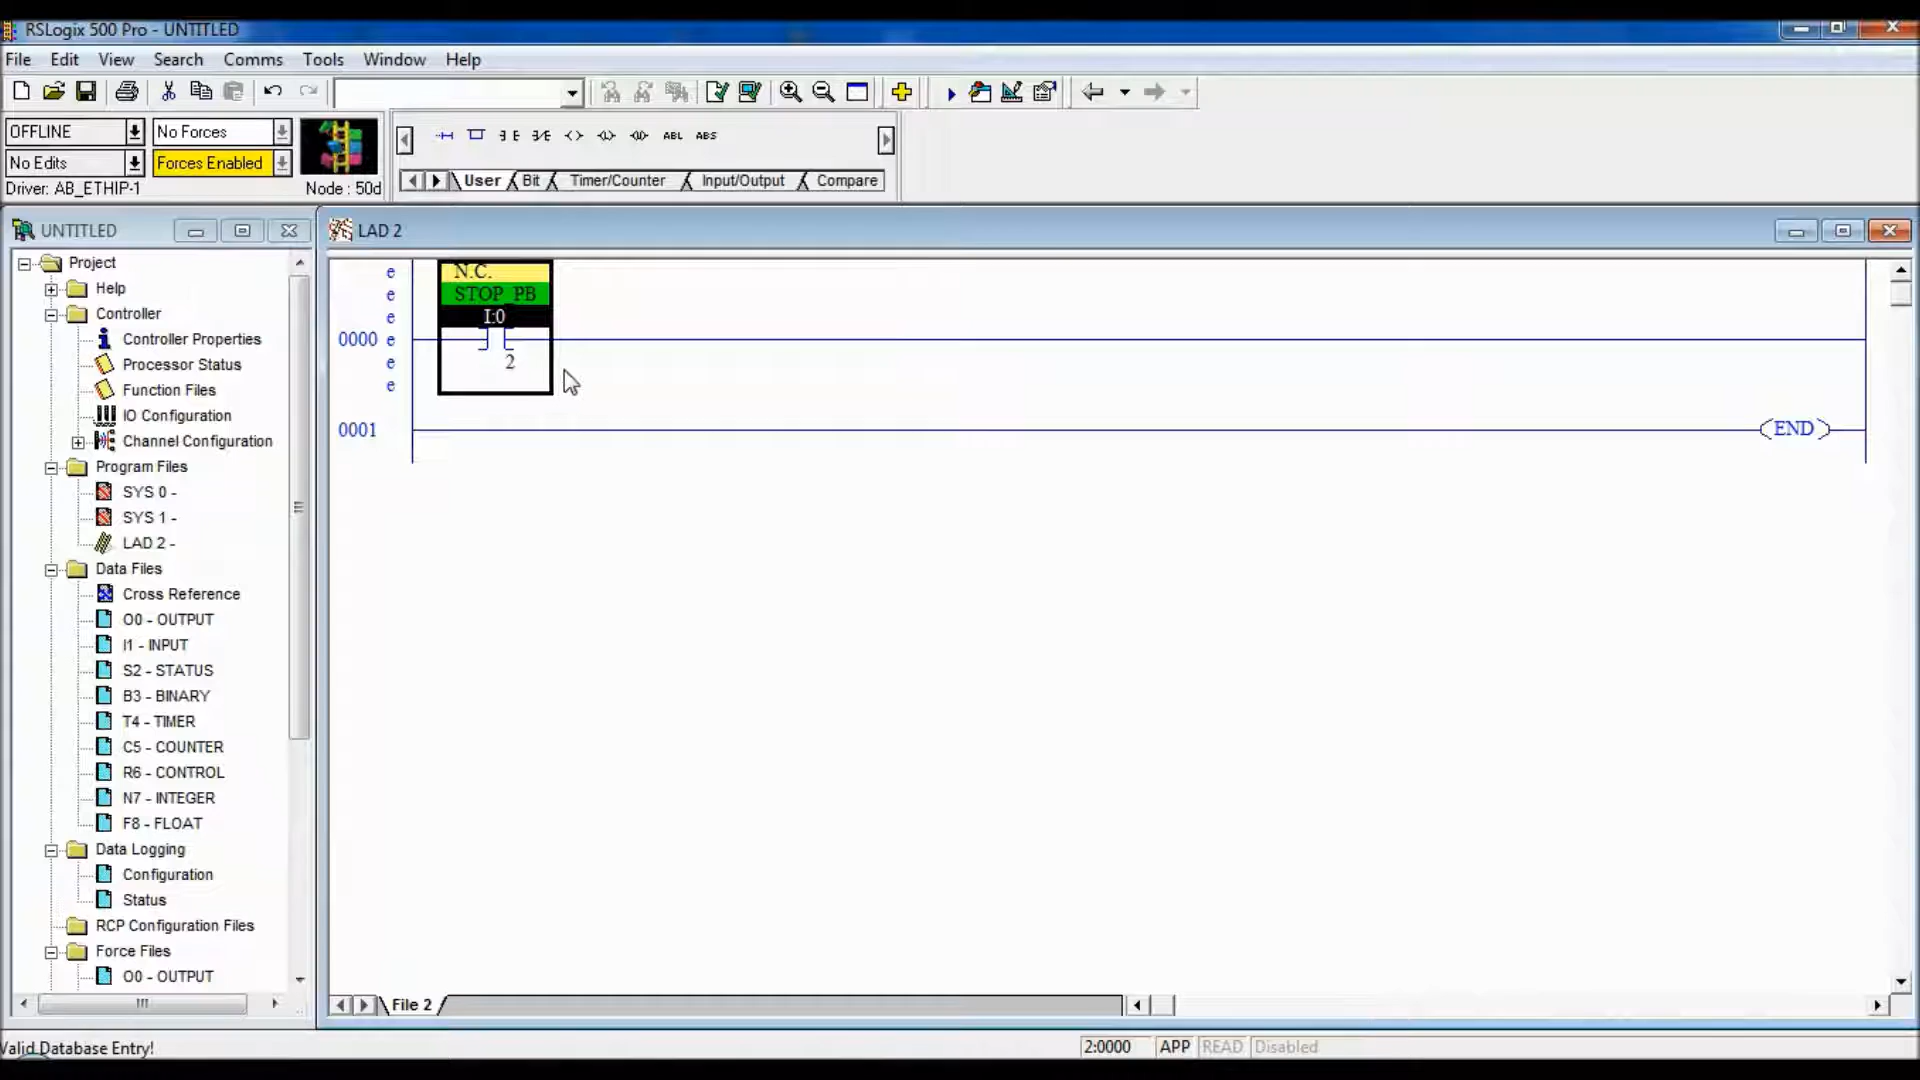 RSLogix 500 Pro - UNTITLED
File Edit View Search Comms Tools Window Help
OFFLINE No Forces
No Edits Forces Enabled
Driver: AB_ETHIP-1 Node : 50d
ABL ABS
User Bit Timer/Counter Input/Output Compare
UNTITLED
Project
Help
Controller
Controller Properties
Processor Status
Function Files
IO Configuration
Channel Configuration
Program Files
SYS 0 -
SYS 1 -
LAD 2 -
Data Files
Cross Reference
O0 - OUTPUT
I1 - INPUT
S2 - STATUS
B3 - BINARY
T4 - TIMER
C5 - COUNTER
R6 - CONTROL
N7 - INTEGER
F8 - FLOAT
Data Logging
Configuration
Status
RCP Configuration Files
Force Files
O0 - OUTPUT
LAD 2
e N.C.
e STOP_PB
e I:0
0000 e
e 2
e
0001 END
File 2
Valid Database Entry!
2:0000 APP READ Disabled